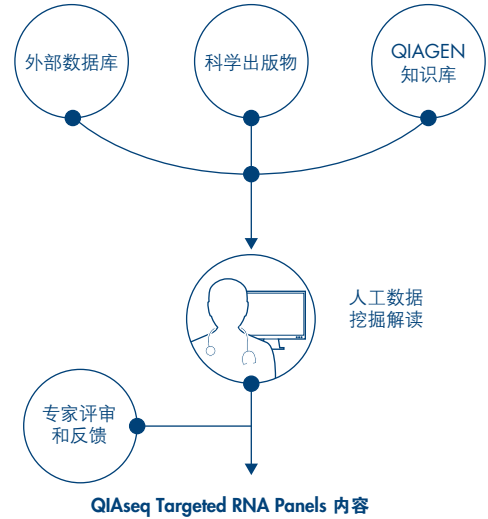 外部数据库
科学出版物
QIAGEN
知识库
人工数据
挖掘解读
专家评审
和反馈
QIAseq Targeted RNA Panels 内容